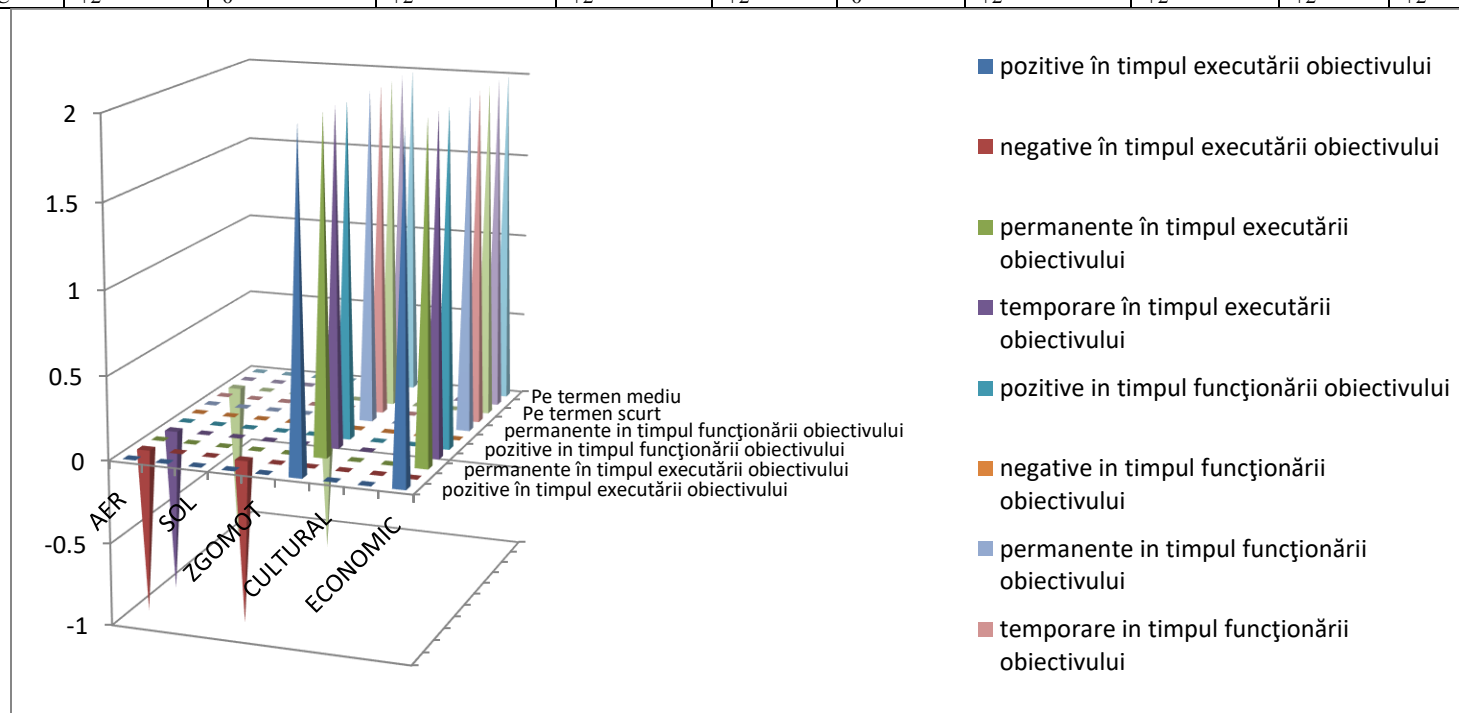 2
1.5
1
0.5
0
-0.5
-1
AER
SOL
ZGOMOT
CULTURAL
ECONOMIC
Pe termen mediu
Pe termen scurt
permanente in timpul funcţionării obiectivului
pozitive in timpul funcţionării obiectivului
permanente în timpul executării obiectivului
pozitive în timpul executării obiectivului
pozitive în timpul executării obiectivului
negative în timpul executării obiectivului
permanente în timpul executării
obiectivului
temporare în timpul executării
obiectivului
pozitive in timpul funcţionării obiectivului
negative in timpul funcţionării
obiectivului
permanente in timpul funcţionării
obiectivului
temporare in timpul funcţionării
obiectivului